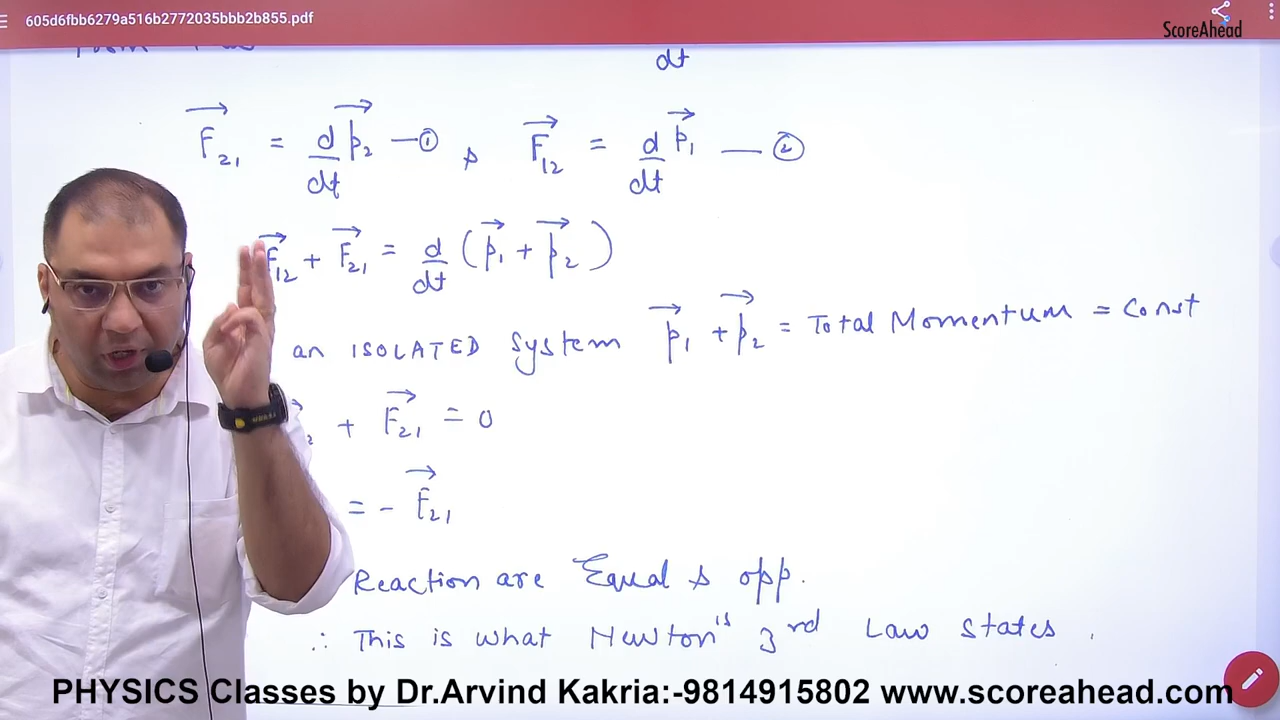 605d6fbb6279a516b2772035bbb2b855.pdf
ScoreAhead
dt
F⃗₂₁ = d/dt p⃗₂ —① & F⃗₁₂ = d/dt p⃗₁ —②
F⃗₁₂ + F⃗₂₁ = d/dt (p⃗₁ + p⃗₂)
an ISOLATED System p⃗₁ + p⃗₂ = Total Momentum = Const
+ F⃗₂₁ = 0
= - F⃗₂₁
Reaction are Equal & opp.
∴ This is what Newton's 3rd Law states.
PHYSICS Classes by Dr.Arvind Kakria:-9814915802 www.scoreahead.com